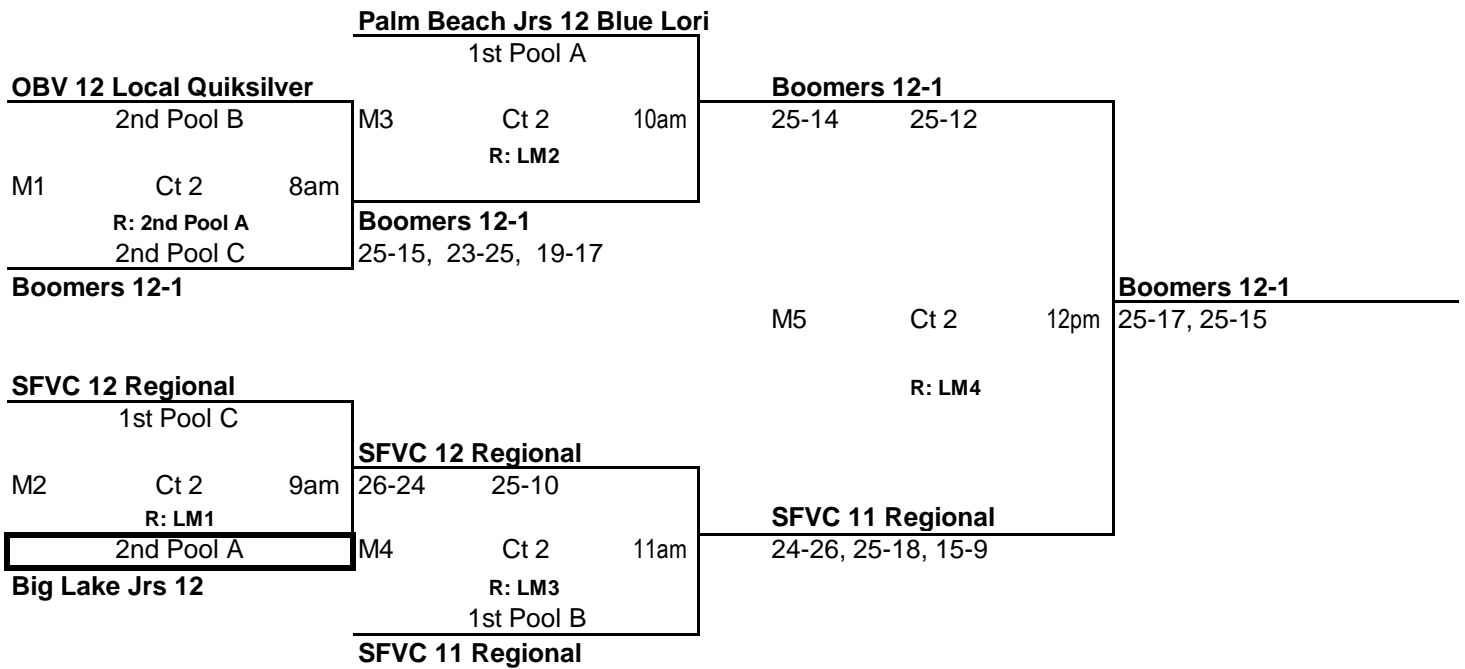 Palm Beach Jrs 12 Blue Lori
1st Pool A
OBV 12 Local Quiksilver Boomers 12-1
2nd Pool B M3 Ct 2 10am 25-14 25-12
R: LM2
M1 Ct 2 8am
R: 2nd Pool A Boomers 12-1
2nd Pool C 25-15, 23-25, 19-17
Boomers 12-1 Boomers 12-1
M5 Ct 2 12pm 25-17, 25-15
SFVC 12 Regional R: LM4
1st Pool C
SFVC 12 Regional
M2 Ct 2 9am 26-24 25-10
R: LM1 SFVC 11 Regional
2nd Pool A M4 Ct 2 11am 24-26, 25-18, 15-9
Big Lake Jrs 12 R: LM3
1st Pool B
SFVC 11 Regional